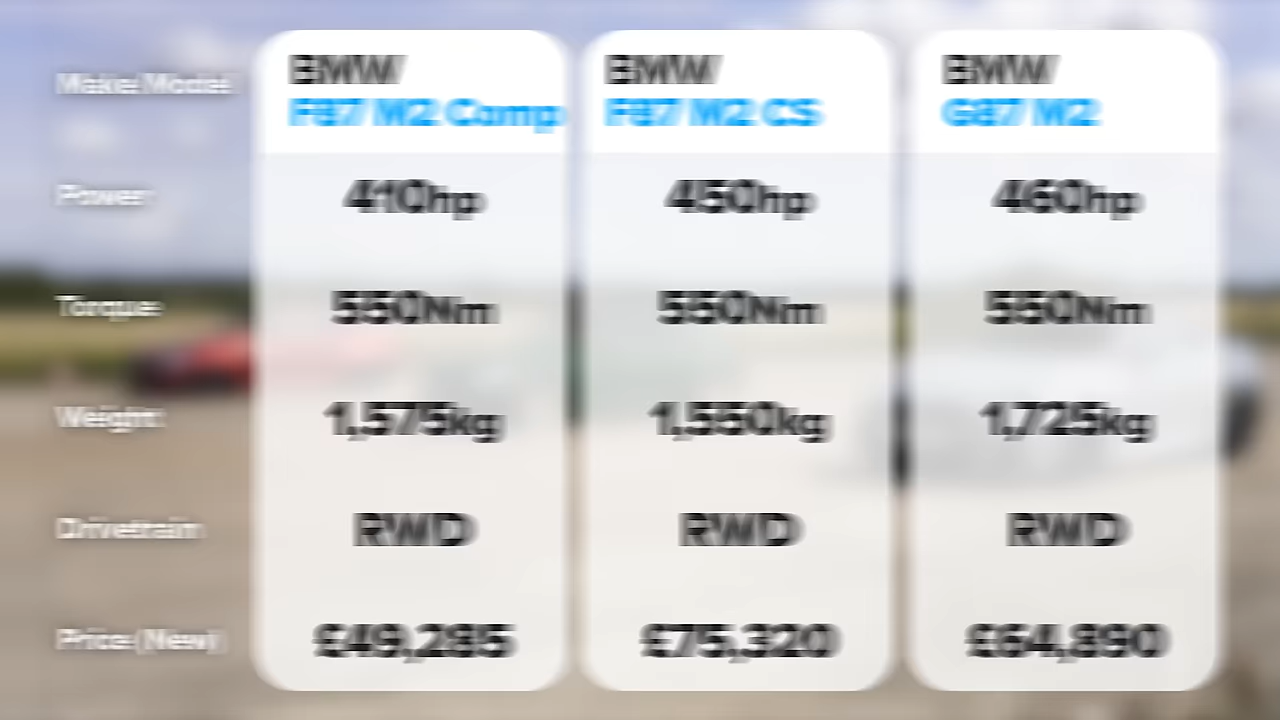 Make/Model BMW BMW BMW
F87 M2 Comp F87 M2 CS G87 M2
Power 410hp 450hp 460hp
Torque 550Nm 550Nm 550Nm
Weight 1,575kg 1,550kg 1,725kg
Drivetrain RWD RWD RWD
Price (New) £49,285 £75,320 £64,890